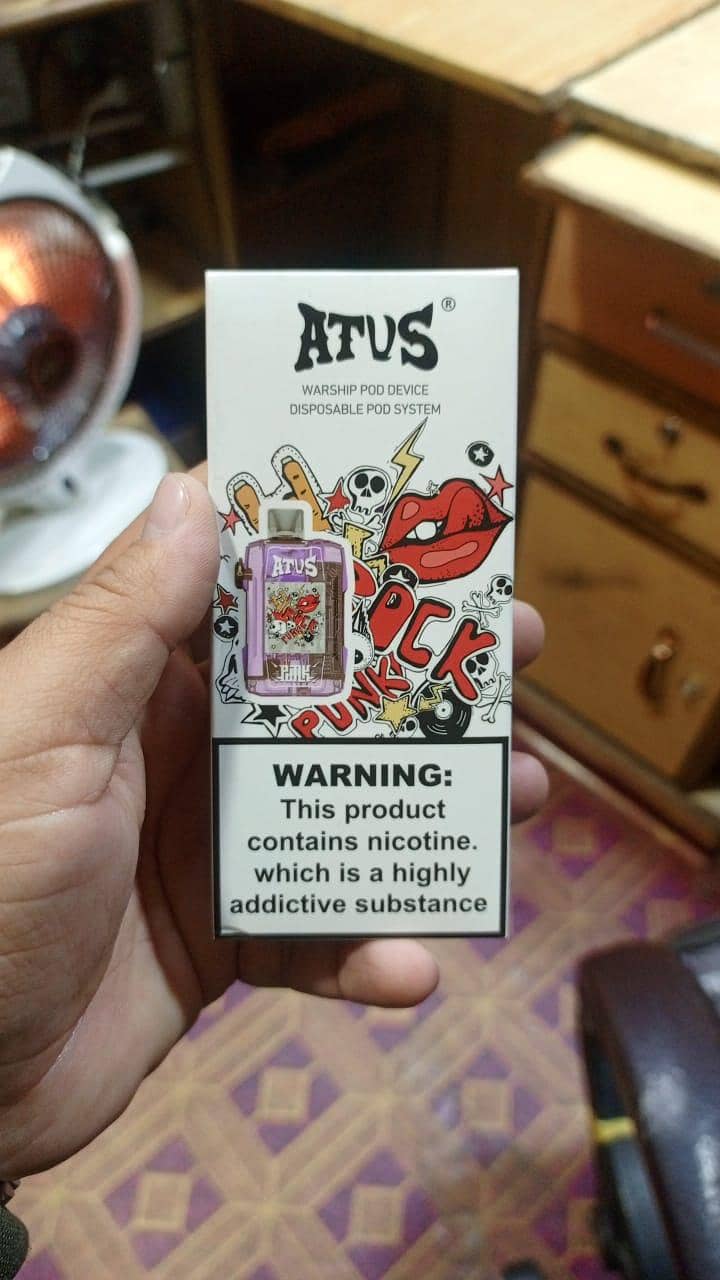 ATUS®
WARSHIP POD DEVICE
DISPOSABLE POD SYSTEM
ATUS
ROCK
PUNK!
PUNK
WARNING:
This product
contains nicotine.
which is a highly
addictive substance